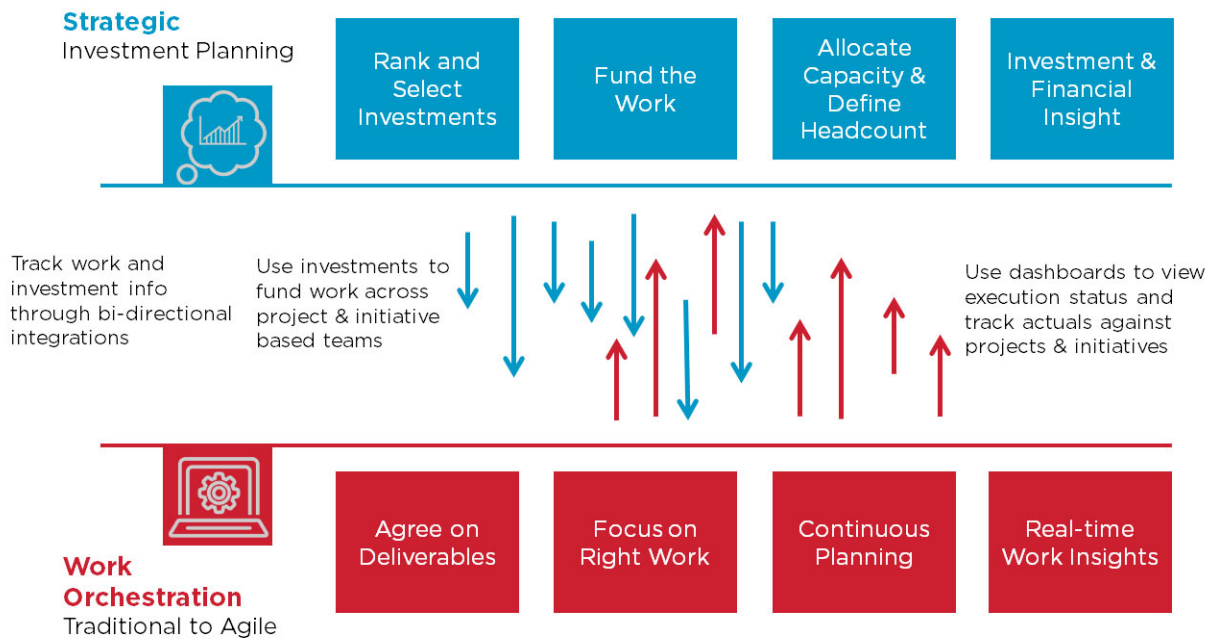 Strategic
Investment Planning
Rank and
Select
Investments
Fund the
Work
Allocate
Capacity &
Define
Headcount
Investment &
Financial
Insight
Track work and
investment info
through bi-directional
integrations
Use investments to
fund work across
project & initiative
based teams
Use dashboards to view
execution status and
track actuals against
projects & initiatives
Work
Orchestration
Traditional to Agile
Agree on
Deliverables
Focus on
Right Work
Continuous
Planning
Real-time
Work Insights